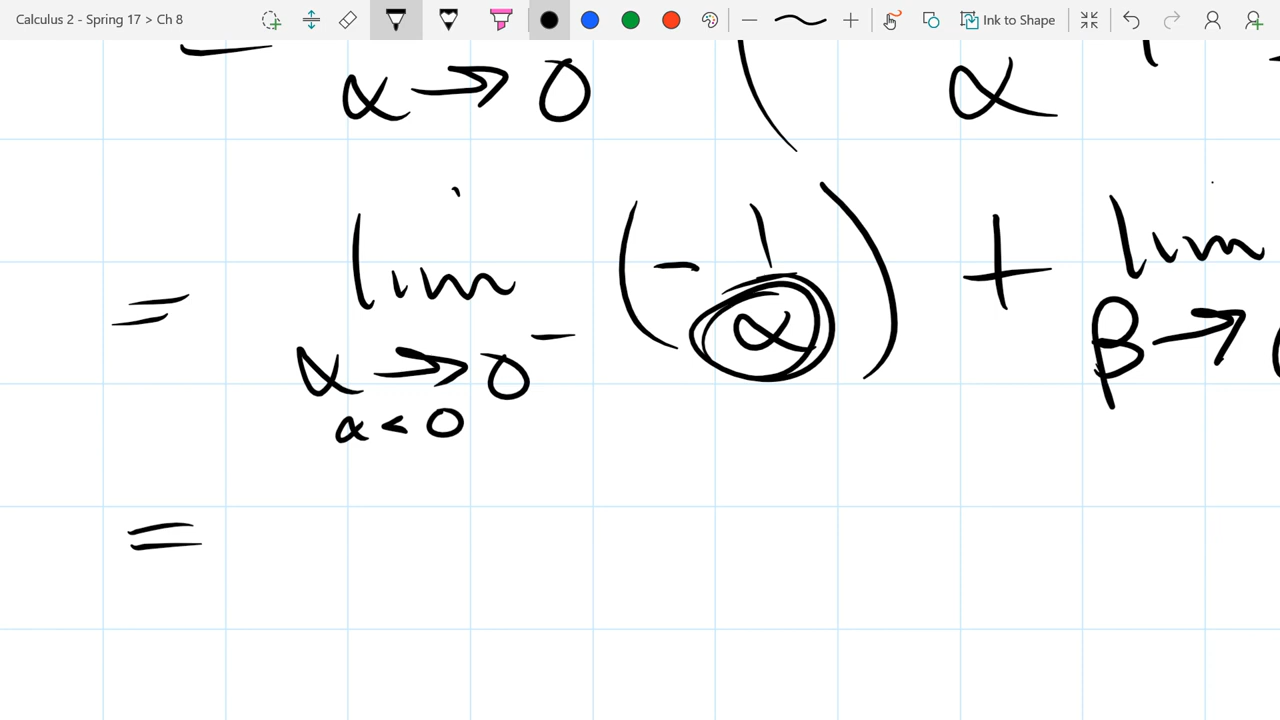 Calculus 2 - Spring 17 > Ch 8
Ink to Shape
α → 0 ( α
= lim (- 1/α) + lim
α → 0⁻ β →
α < 0
=